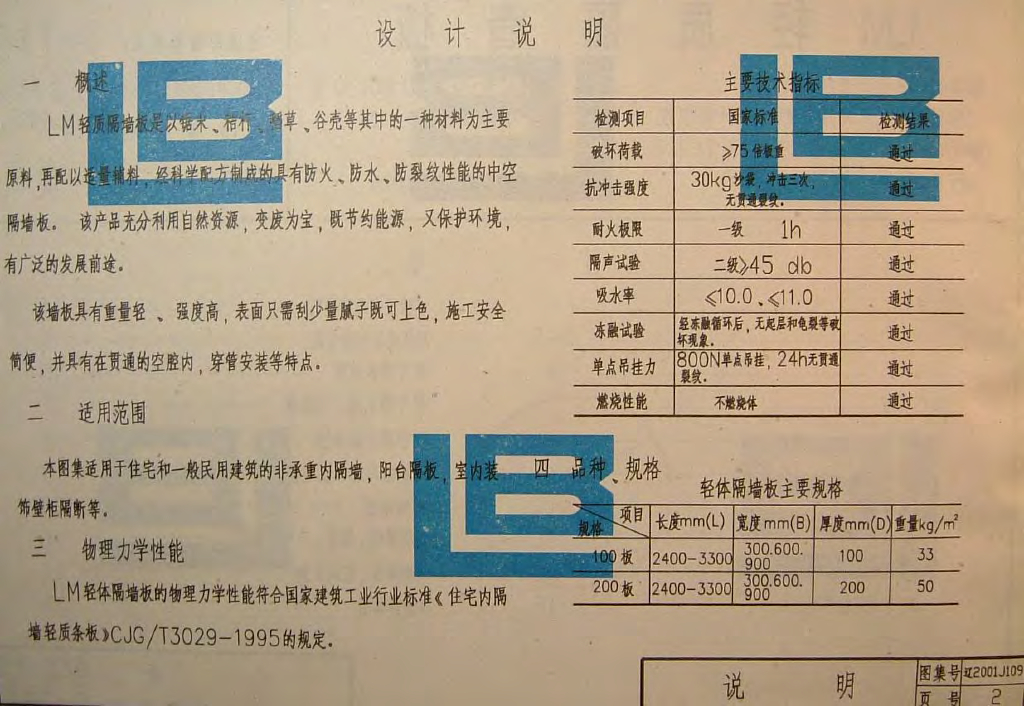 设 计 说 明
一 概述
LM轻质隔墙板是以锯末、秸秆、稻草、谷壳等其中的一种材料为主要
原料,再配以适量辅料,经科学配方制成的具有防火、防水、防裂纹性能的中空
隔墙板。 该产品充分利用自然资源,变废为宝,既节约能源,又保护环境,
有广泛的发展前途。
该墙板具有重量轻 、 强度高,表面只需刮少量腻子既可上色,施工安全
简便,并具有在贯通的空腔内,穿管安装等特点。
二 适用范围
本图集适用于住宅和一般民用建筑的非承重内隔墙,阳台隔板,室内装
饰壁柜隔断等。
三 物理力学性能
LM轻体隔墙板的物理力学性能符合国家建筑工业行业标准《住宅内隔
墙轻质条板》CJG/T3029-1995的规定。
主要技术指标
检测项目 国家标准 检测结果
破坏荷载 ≥75倍板重 通过
抗冲击强度 30kg沙袋,冲击三次,
无贯通裂纹. 通过
耐火极限 一级 1h 通过
隔声试验 二级≥45 db 通过
吸水率 ≤10.0、≤11.0 通过
冻融试验 经冻融循环后,无起层和龟裂等破
坏现象. 通过
单点吊挂力 800N单点吊挂,24h无贯通
裂纹. 通过
燃烧性能 不燃烧体 通过
四 品种、规格
轻体隔墙板主要规格
项目 规格 长度mm(L) 宽度mm(B) 厚度mm(D) 重量kg/m²
100板 2400-3300 300.600.
900 100 33
200板 2400-3300 300.600.
900 200 50
说 明
图集号 辽2001J109
页 号 2